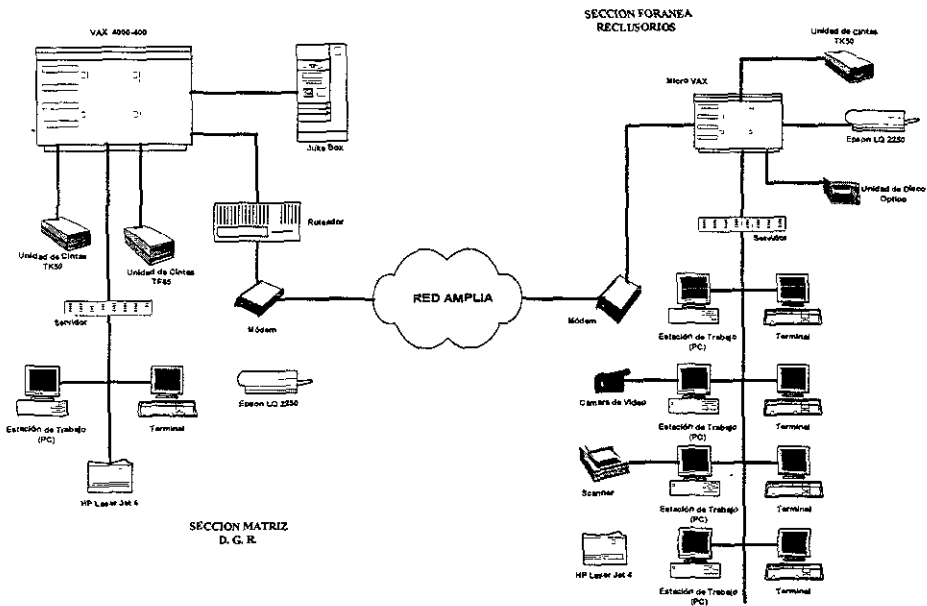 VAX 4000-400
Juke Box
Unidad de Cintas
TK50
Unidad de Cintas
TF85
Ruteador
Servidor
Módem
Estación de Trabajo
(PC)
Terminal
Epson LQ 2250
HP Laser Jet 4
SECCION MATRIZ
D. G. R.
RED AMPLIA
SECCION FORANEA
RECLUSORIOS
Unidad de Cintas
TK50
Micro VAX
Epson LQ 2250
Unidad de Disco
Optico
Servidor
Módem
Estación de Trabajo
(PC)
Terminal
Cámara de Video
Estación de Trabajo
(PC)
Terminal
Scanner
Estación de Trabajo
(PC)
Terminal
HP Laser Jet 4
Estación de Trabajo
(PC)
Terminal